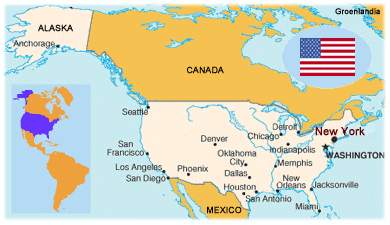 Groenlandia
ALASKA
Anchorage
CANADA
Seattle
Detroit
Chicago
New York
Denver
Indianapolis
San
Francisco
Oklahoma
City
WASHINGTON
Memphis
Los Angeles
Phoenix
Dallas
San Diego
New
Orleans
Jacksonville
Houston
San Antonio
MEXICO
Miami